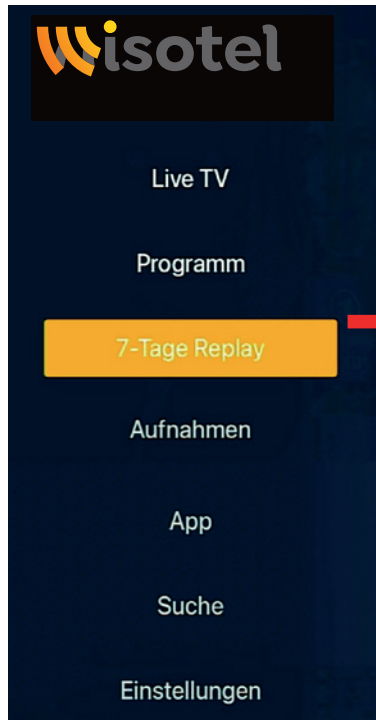 wisotel
Live TV
Programm
7-Tage Replay
Aufnahmen
App
Suche
Einstellungen